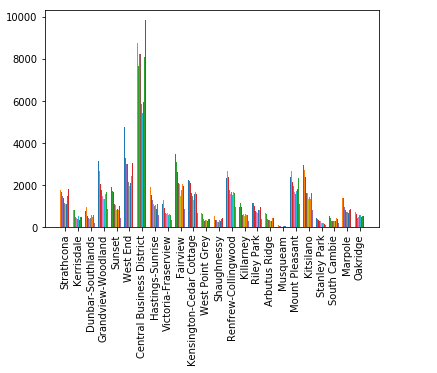 10000
8000
6000
4000
2000
0
Strathcona
Kerrisdale
Dunbar-Southlands
Grandview-Woodland
Sunset
West End
Central Business District
Hastings-Sunrise
Victoria-Fraserview
Fairview
Kensington-Cedar Cottage
West Point Grey
Shaughnessy
Renfrew-Collingwood
Killarney
Riley Park
Arbutus Ridge
Musqueam
Mount Pleasant
Kitsilano
Stanley Park
South Cambie
Marpole
Oakridge